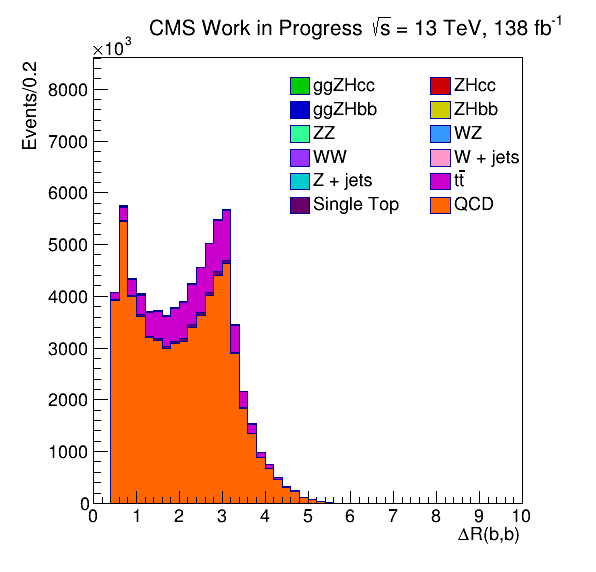 CMS Work in Progress √s = 13 TeV, 138 fb⁻¹
×10³
Events/0.2
8000
7000
6000
5000
4000
3000
2000
1000
0
ggZHcc
ZHcc
ggZHbb
ZHbb
ZZ
WZ
WW
W + jets
Z + jets
tt̄
Single Top
QCD
0 1 2 3 4 5 6 7 8 9 10
ΔR(b,b)